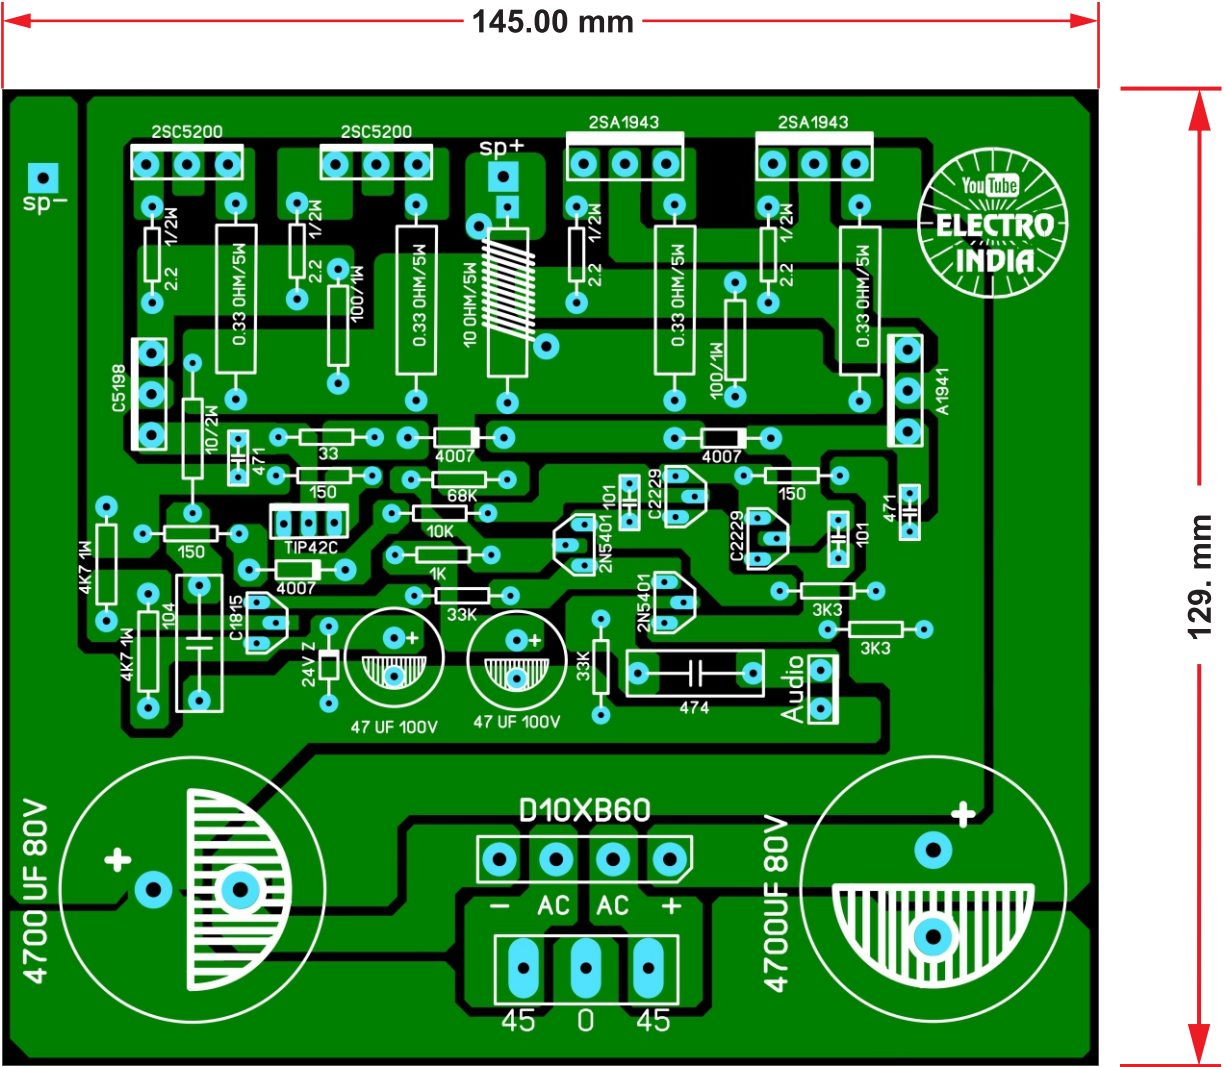 145.00 mm
129. mm
2SC5200
2SC5200
sp+
2SA1943
2SA1943
sp-
YouTube
ELECTRO
INDIA
1/2W
2.2
0.33 OHM/5W
1/2W
2.2
100/1W
0.33 OHM/5W
10 OHM/5W
1/2W
2.2
0.33 OHM/5W
100/1W
1/2W
2.2
0.33 OHM/5W
C5198
10/2W
A1941
471
33
4007
4007
150
68K
101
C2229
150
471
4K7 1W
150
TIP42C
10K
2N5401
C2229
101
4007
1K
4K7 1W
104
C1815
33K
2N5401
3K3
3K3
24V Z
+
47 UF 100V
+
47 UF 100V
33K
474
Audio
4700 UF 80V
+
D10XB60
- AC AC +
45 0 45
4700UF 80V
+